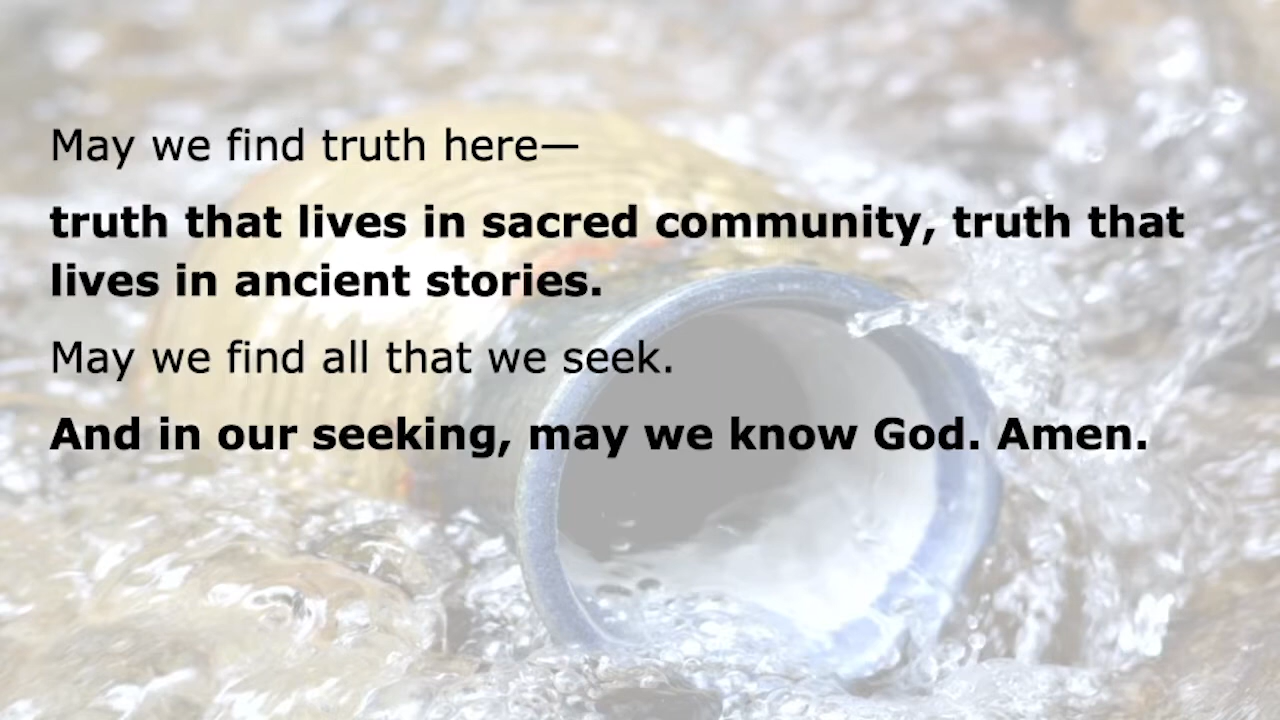 May we find truth here—
truth that lives in sacred community, truth that
lives in ancient stories.
May we find all that we seek.
And in our seeking, may we know God. Amen.